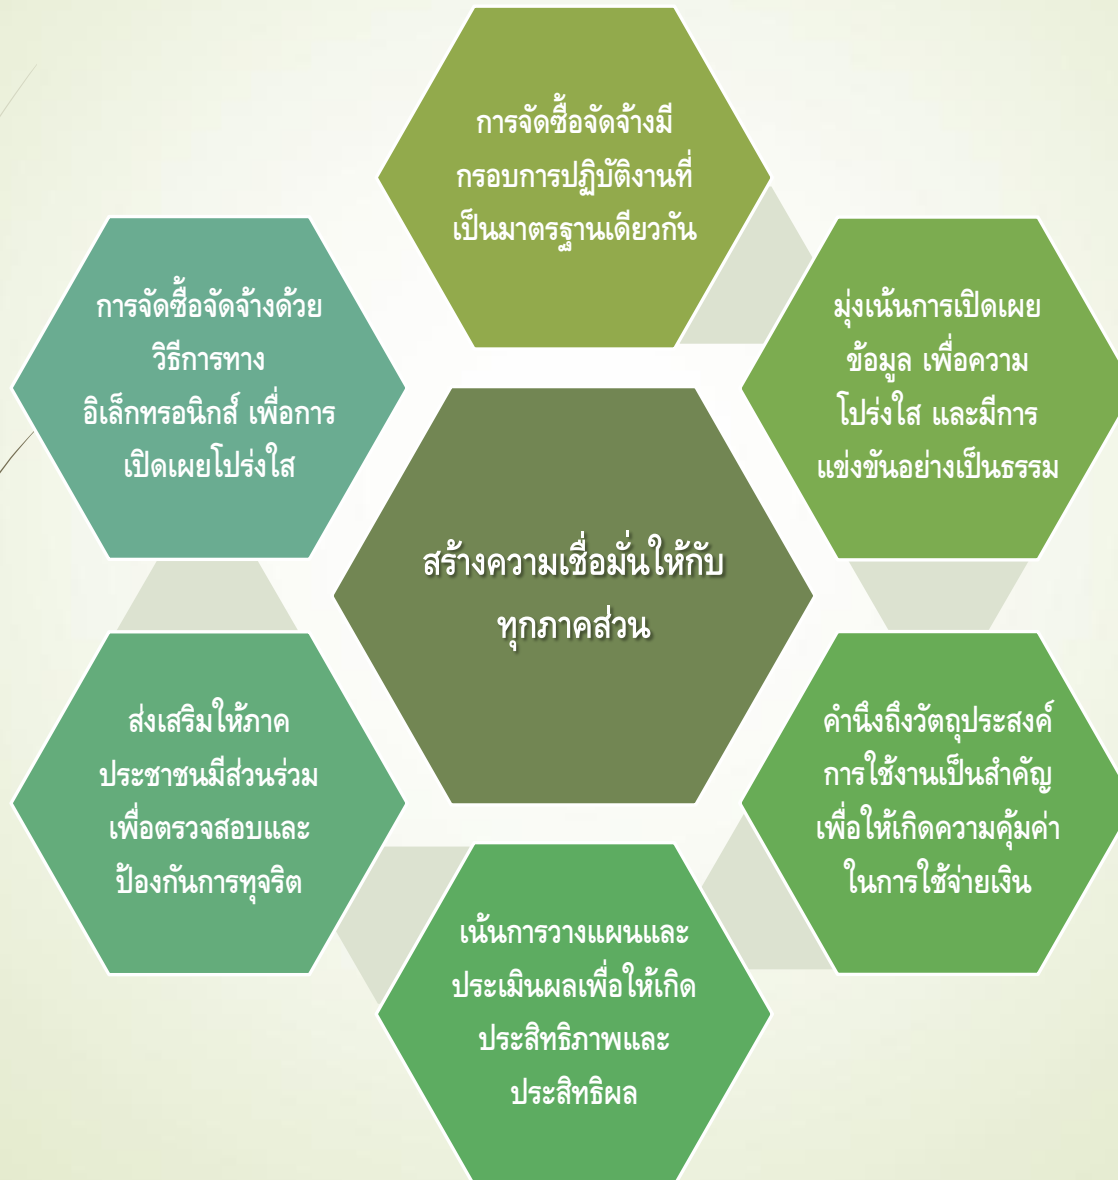 การจัดซื้อจัดจ้างมี
กรอบการปฏิบัติงานที่
เป็นมาตรฐานเดียวกัน
มุ่งเน้นการเปิดเผย
ข้อมูล เพื่อความ
โปร่งใส และมีการ
แข่งขันอย่างเป็นธรรม
คำนึงถึงวัตถุประสงค์
การใช้งานเป็นสำคัญ
เพื่อให้เกิดความคุ้มค่า
ในการใช้จ่ายเงิน
เน้นการวางแผนและ
ประเมินผลเพื่อให้เกิด
ประสิทธิภาพและ
ประสิทธิผล
ส่งเสริมให้ภาค
ประชาชนมีส่วนร่วม
เพื่อตรวจสอบและ
ป้องกันการทุจริต
การจัดซื้อจัดจ้างด้วย
วิธีการทาง
อิเล็กทรอนิกส์ เพื่อการ
เปิดเผยโปร่งใส
สร้างความเชื่อมั่นให้กับ
ทุกภาคส่วน